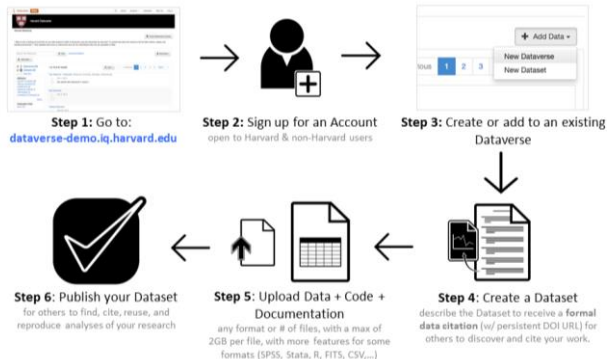 Step 1: Go to:
dataverse-demo.iq.harvard.edu
Step 2: Sign up for an Account
open to Harvard & non-Harvard users
+ Add Data
New Dataverse
New Dataset
1 2 3
Step 3: Create or add to an existing
Dataverse
Step 4: Create a Dataset
describe the Dataset to receive a formal
data citation (w/ persistent DOI URL) for
others to discover and cite your work.
Step 5: Upload Data + Code +
Documentation
any format or # of files, with a max of
2GB per file, with more features for some
formats (SPSS, Stata, R, FITS, CSV,...)
Step 6: Publish your Dataset
for others to find, cite, reuse, and
reproduce analyses of your research